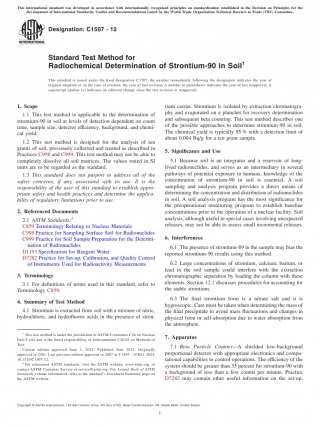 This international standard was developed in accordance with internationally recognized principles on standardization established in the Decision on Principles for the
Development of International Standards, Guides and Recommendations issued by the World Trade Organization Technical Barriers to Trade (TBT) Committee.
Designation: C1507 − 12
INTERNATIONAL
Standard Test Method for
Radiochemical Determination of Strontium-90 in Soil1
This standard is issued under the fixed designation C1507; the number immediately following the designation indicates the year of
original adoption or, in the case of revision, the year of last revision. A number in parentheses indicates the year of last reapproval. A
superscript epsilon (ε) indicates an editorial change since the last revision or reapproval.
1. Scope
1.1 This test method is applicable to the determination of
strontium-90 in soil at levels of detection dependent on count
time, sample size, detector efficiency, background, and chemi-
cal yield.
1.2 This test method is designed for the analysis of ten
grams of soil, previously collected and treated as described in
Practices C998 and C999. This test method may not be able to
completely dissolve all soil matrices. The values stated in SI
units are to be regarded as the standard.
1.3 This standard does not purport to address all of the
safety concerns, if any, associated with its use. It is the
responsibility of the user of this standard to establish appro-
priate safety and health practices and determine the applica-
bility of regulatory limitations prior to use.
2. Referenced Documents
2.1 ASTM Standards:2
C859 Terminology Relating to Nuclear Materials
C998 Practice for Sampling Surface Soil for Radionuclides
C999 Practice for Soil Sample Preparation for the Determi-
nation of Radionuclides
D1193 Specification for Reagent Water
D7282 Practice for Set-up, Calibration, and Quality Control
of Instruments Used for Radioactivity Measurements
3. Terminology
3.1 For definitions of terms used in this standard, refer to
Terminology C859.
4. Summary of Test Method
4.1 Strontium is extracted from soil with a mixture of nitric,
hydrochloric, and hydrofluoric acids in the presence of stron-
1 This test method is under the jurisdiction of ASTM Committee C26 on Nuclear
Fuel Cycle and is the direct responsibility of Subcommittee C26.05 on Methods of
Test.
Current edition approved June 1, 2012. Published June 2012. Originally
approved in 2001. Last previous edition approved in 2007 as C1507 – 07E01. DOI:
10.1520/C1507-12.
2 For referenced ASTM standards, visit the ASTM website, www.astm.org, or
contact ASTM Customer Service at service@astm.org. For Annual Book of ASTM
Standards volume information, refer to the standard's Document Summary page on
the ASTM website.
tium carrier. Strontium is isolated by extraction chromatogra-
phy and evaporated on a planchet for recovery determination
and subsequent beta counting. This test method describes one
of the possible approaches to determine strontium-90 in soil.
The chemical yield is typically 95 % with a detection limit of
about 0.004 Bq/g for a ten gram sample.
5. Significance and Use
5.1 Because soil is an integrator and a reservoir of long-
lived radionuclides, and serves as an intermediary in several
pathways of potential exposure to humans, knowledge of the
concentration of strontium-90 in soil is essential. A soil
sampling and analysis program provides a direct means of
determining the concentration and distribution of radionuclides
in soil. A soil analysis program has the most significance for
the preoperational monitoring program to establish baseline
concentrations prior to the operation of a nuclear facility. Soil
analysis, although useful in special cases involving unexpected
releases, may not be able to assess small incremental releases.
6. Interferences
6.1 The presence of strontium-89 in the sample may bias the
reported strontium-90 results using this method.
6.2 Large concentrations of strontium, calcium, barium, or
lead in the soil sample could interfere with the extraction
chromatographic separation by loading the column with these
elements. Section 12.1 discusses procedures for accounting for
the stable strontium.
6.3 The final strontium form is a nitrate salt and it is
hygroscopic. Care must be taken when determining the mass of
the final precipitate to avoid mass fluctuations and changes in
physical form or self-absorption due to water absorption from
the atmosphere.
7. Apparatus
7.1 Beta Particle Counter—A shielded low-background
proportional detector with appropriate electronics and compu-
tational capabilities to control operations. The efficiency of the
system should be greater than 35 percent for strontium-90 with
a background of less than a few counts per minute. Practice
D7282 may contain other useful information on the set-up,
Copyright © ASTM International, 100 Barr Harbor Drive, PO Box C700, West Conshohocken, PA 19428-2959. United States
1